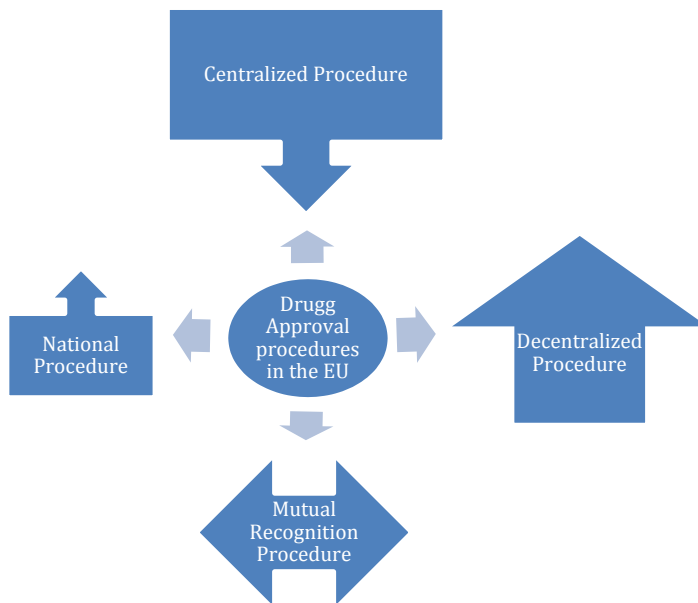 Centralized Procedure
Drugg
Approval
procedures
in the EU
National
Procedure
Decentralized
Procedure
Mutual
Recognition
Procedure